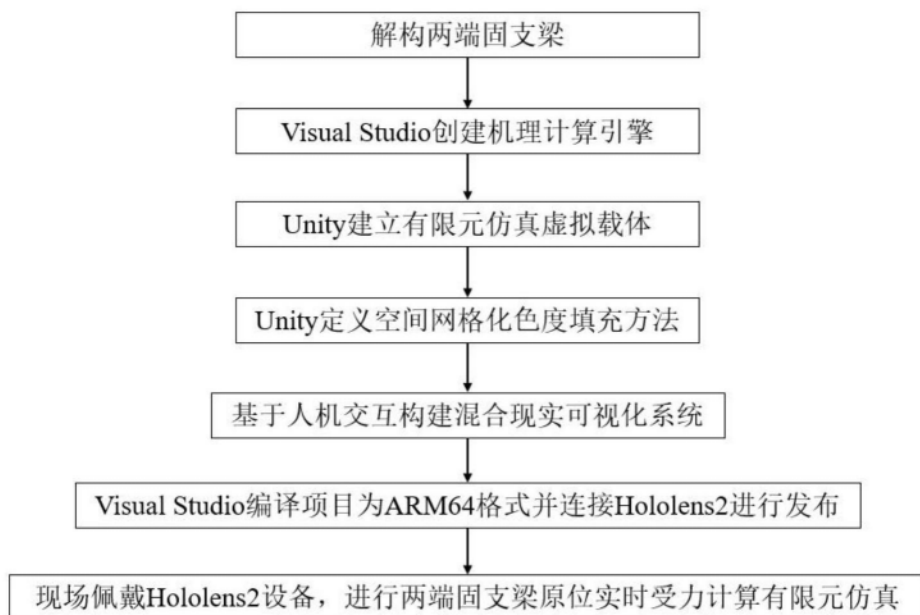 解构两端固支梁
Visual Studio创建机理计算引擎
Unity建立有限元仿真虚拟载体
Unity定义空间网格化色度填充方法
基于人机交互构建混合现实可视化系统
Visual Studio编译项目为ARM64格式并连接Hololens2进行发布
现场佩戴Hololens2设备，进行两端固支梁原位实时受力计算有限元仿真